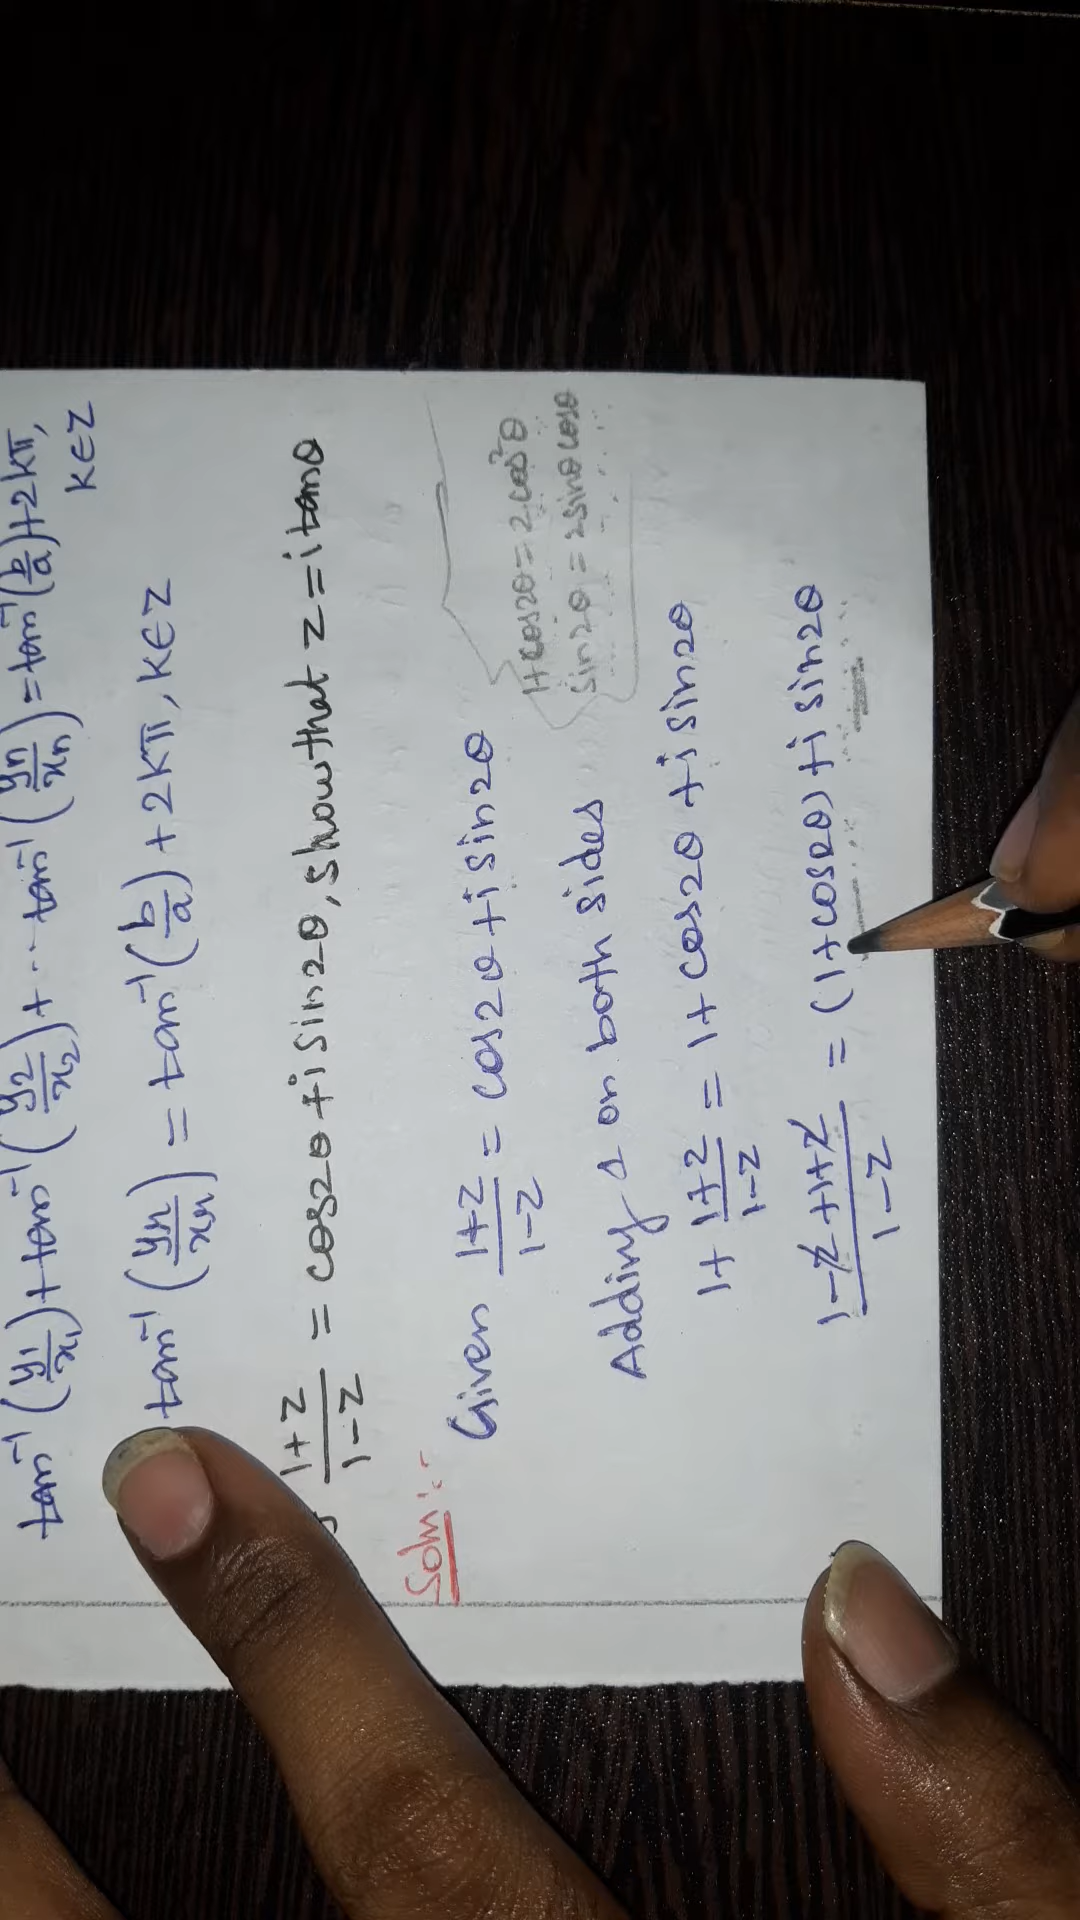 tan⁻¹(y₁/x₁) + tan⁻¹(y₂/x₂) + ... tan⁻¹(yn/xn) = tan⁻¹(b/a) + 2kπ,
k∈Z
tan⁻¹(yn/xn) = tan⁻¹(b/a) + 2kπ, k∈Z
1+z/1-z = cos2θ + i sin2θ, show that z = i tanθ
Soln:-
Given 1+z/1-z = cos2θ + i sin2θ
1+cos2θ = 2cos²θ
sin2θ = 2sinθ cosθ
Adding 1 on both sides
1 + 1+z/1-z = 1 + cos2θ + i sin2θ
1-z+1+z/1-z = (1+cos2θ) + i sin2θ